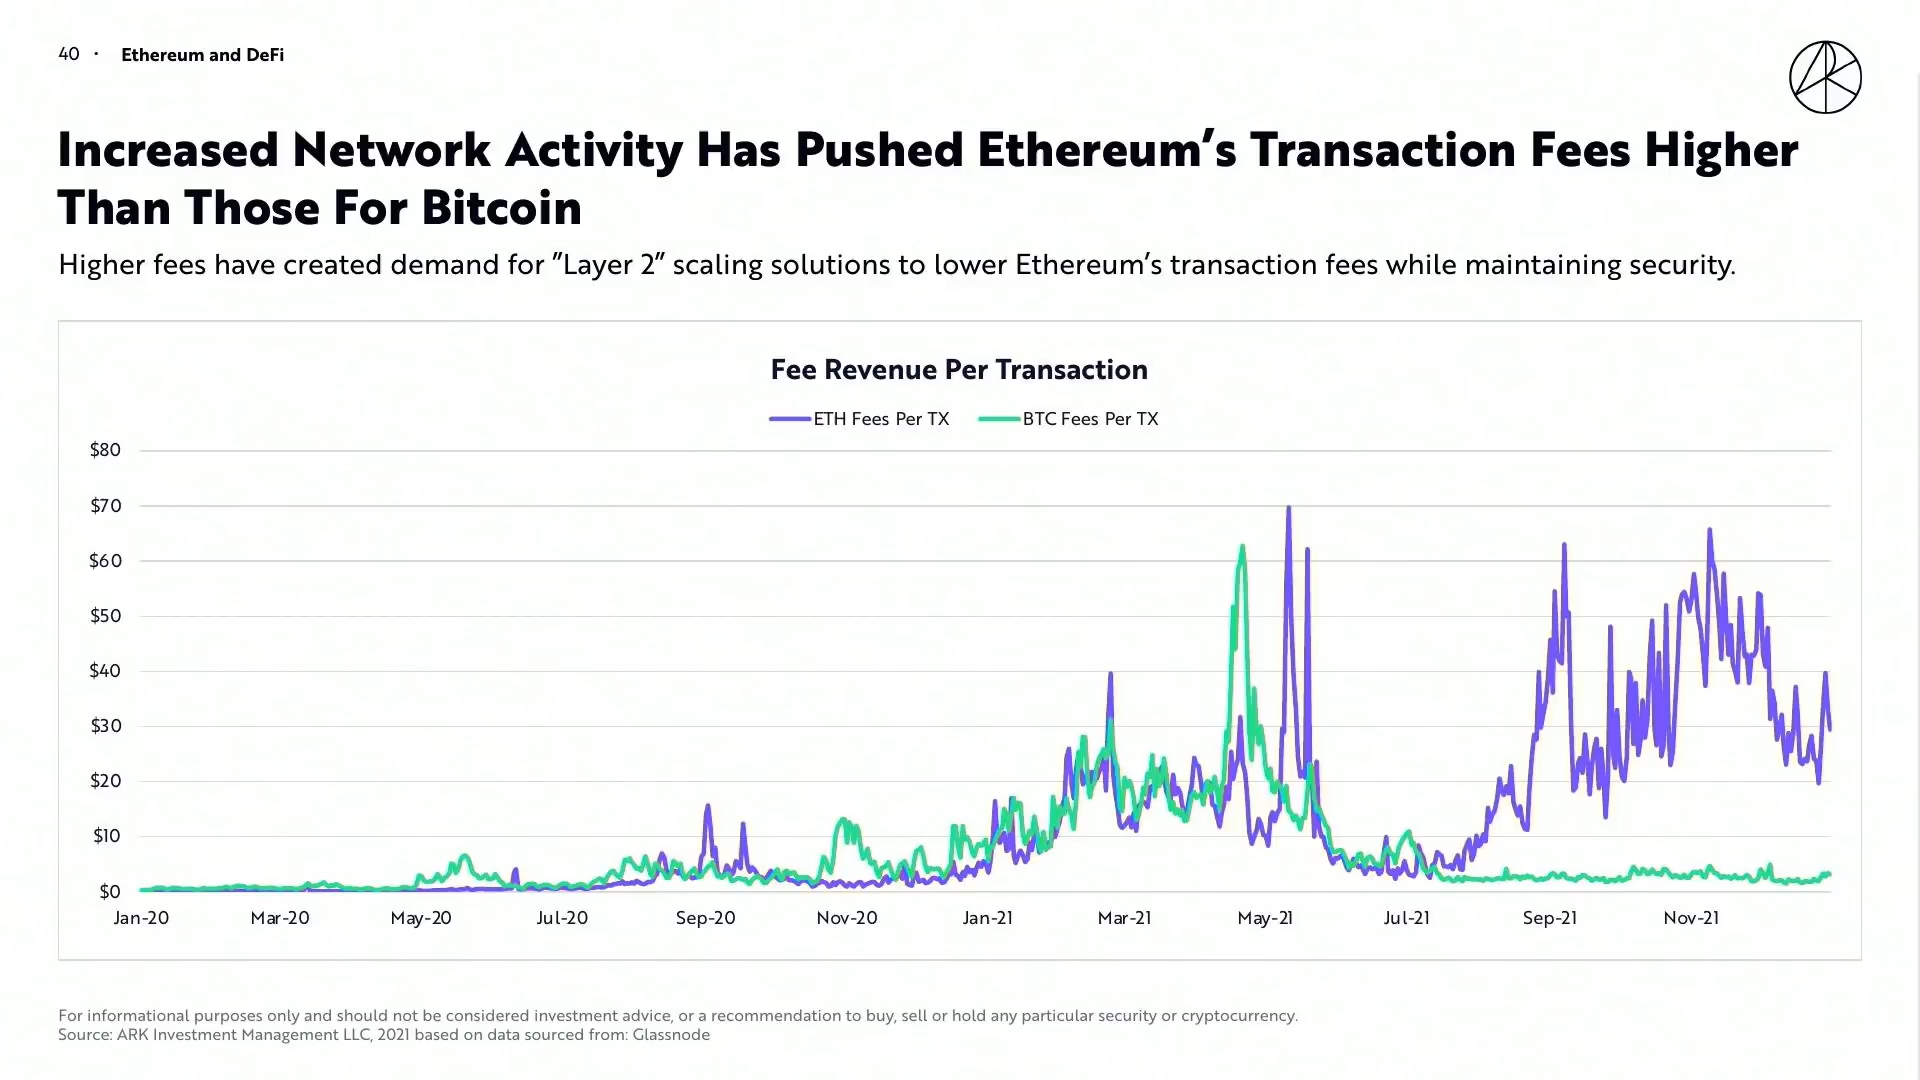 40 · Ethereum and DeFi
Increased Network Activity Has Pushed Ethereum’s Transaction Fees Higher
Than Those For Bitcoin
Higher fees have created demand for ”Layer 2” scaling solutions to lower Ethereum’s transaction fees while maintaining security.
Fee Revenue Per Transaction
ETH Fees Per TX BTC Fees Per TX
$80
$70
$60
$50
$40
$30
$20
$10
$0
Jan-20 Mar-20 May-20 Jul-20 Sep-20 Nov-20 Jan-21 Mar-21 May-21 Jul-21 Sep-21 Nov-21
For informational purposes only and should not be considered investment advice, or a recommendation to buy, sell or hold any particular security or cryptocurrency.
Source: ARK Investment Management LLC, 2021 based on data sourced from: Glassnode